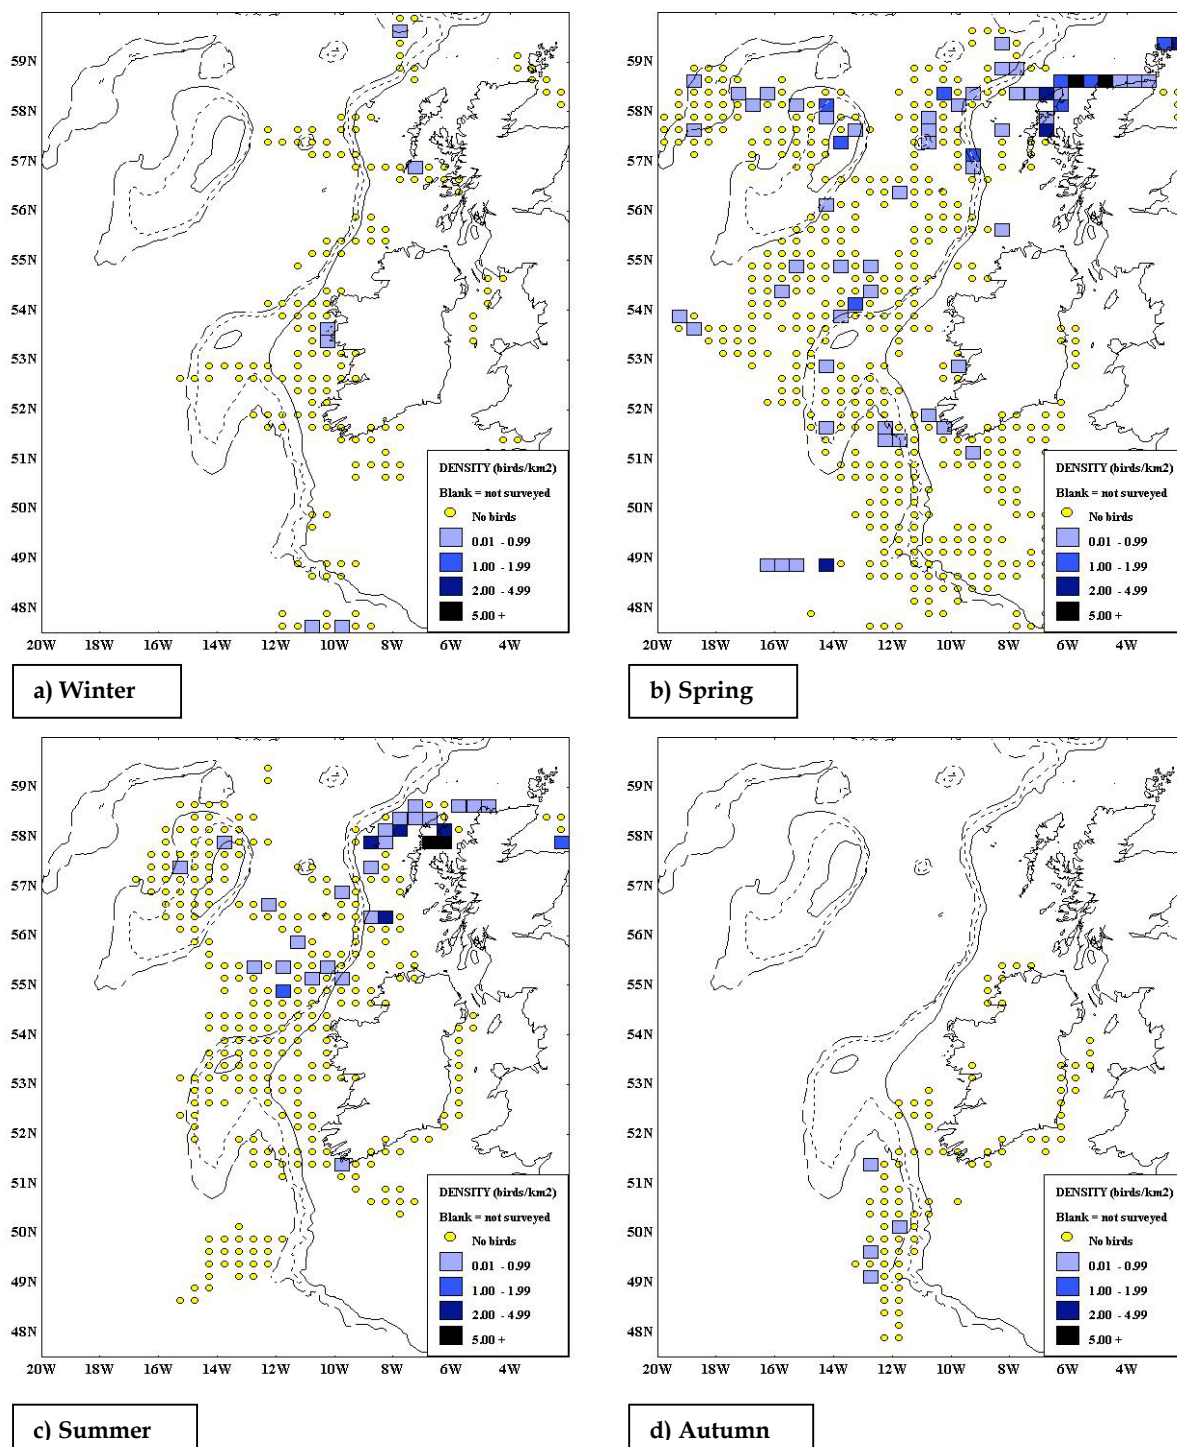 59N
58N
57N
56N
55N
54N
53N
52N
51N
50N
49N
48N
20W 18W 16W 14W 12W 10W 8W 6W 4W
DENSITY (birds/km2)
Blank = not surveyed
No birds
0.01 - 0.99
1.00 - 1.99
2.00 - 4.99
5.00 +
a) Winter
59N
58N
57N
56N
55N
54N
53N
52N
51N
50N
49N
48N
20W 18W 16W 14W 12W 10W 8W 6W 4W
DENSITY (birds/km2)
Blank = not surveyed
No birds
0.01 - 0.99
1.00 - 1.99
2.00 - 4.99
5.00 +
b) Spring
59N
58N
57N
56N
55N
54N
53N
52N
51N
50N
49N
48N
20W 18W 16W 14W 12W 10W 8W 6W 4W
DENSITY (birds/km2)
Blank = not surveyed
No birds
0.01 - 0.99
1.00 - 1.99
2.00 - 4.99
5.00 +
c) Summer
59N
58N
57N
56N
55N
54N
53N
52N
51N
50N
49N
48N
20W 18W 16W 14W 12W 10W 8W 6W 4W
DENSITY (birds/km2)
Blank = not surveyed
No birds
0.01 - 0.99
1.00 - 1.99
2.00 - 4.99
5.00 +
d) Autumn